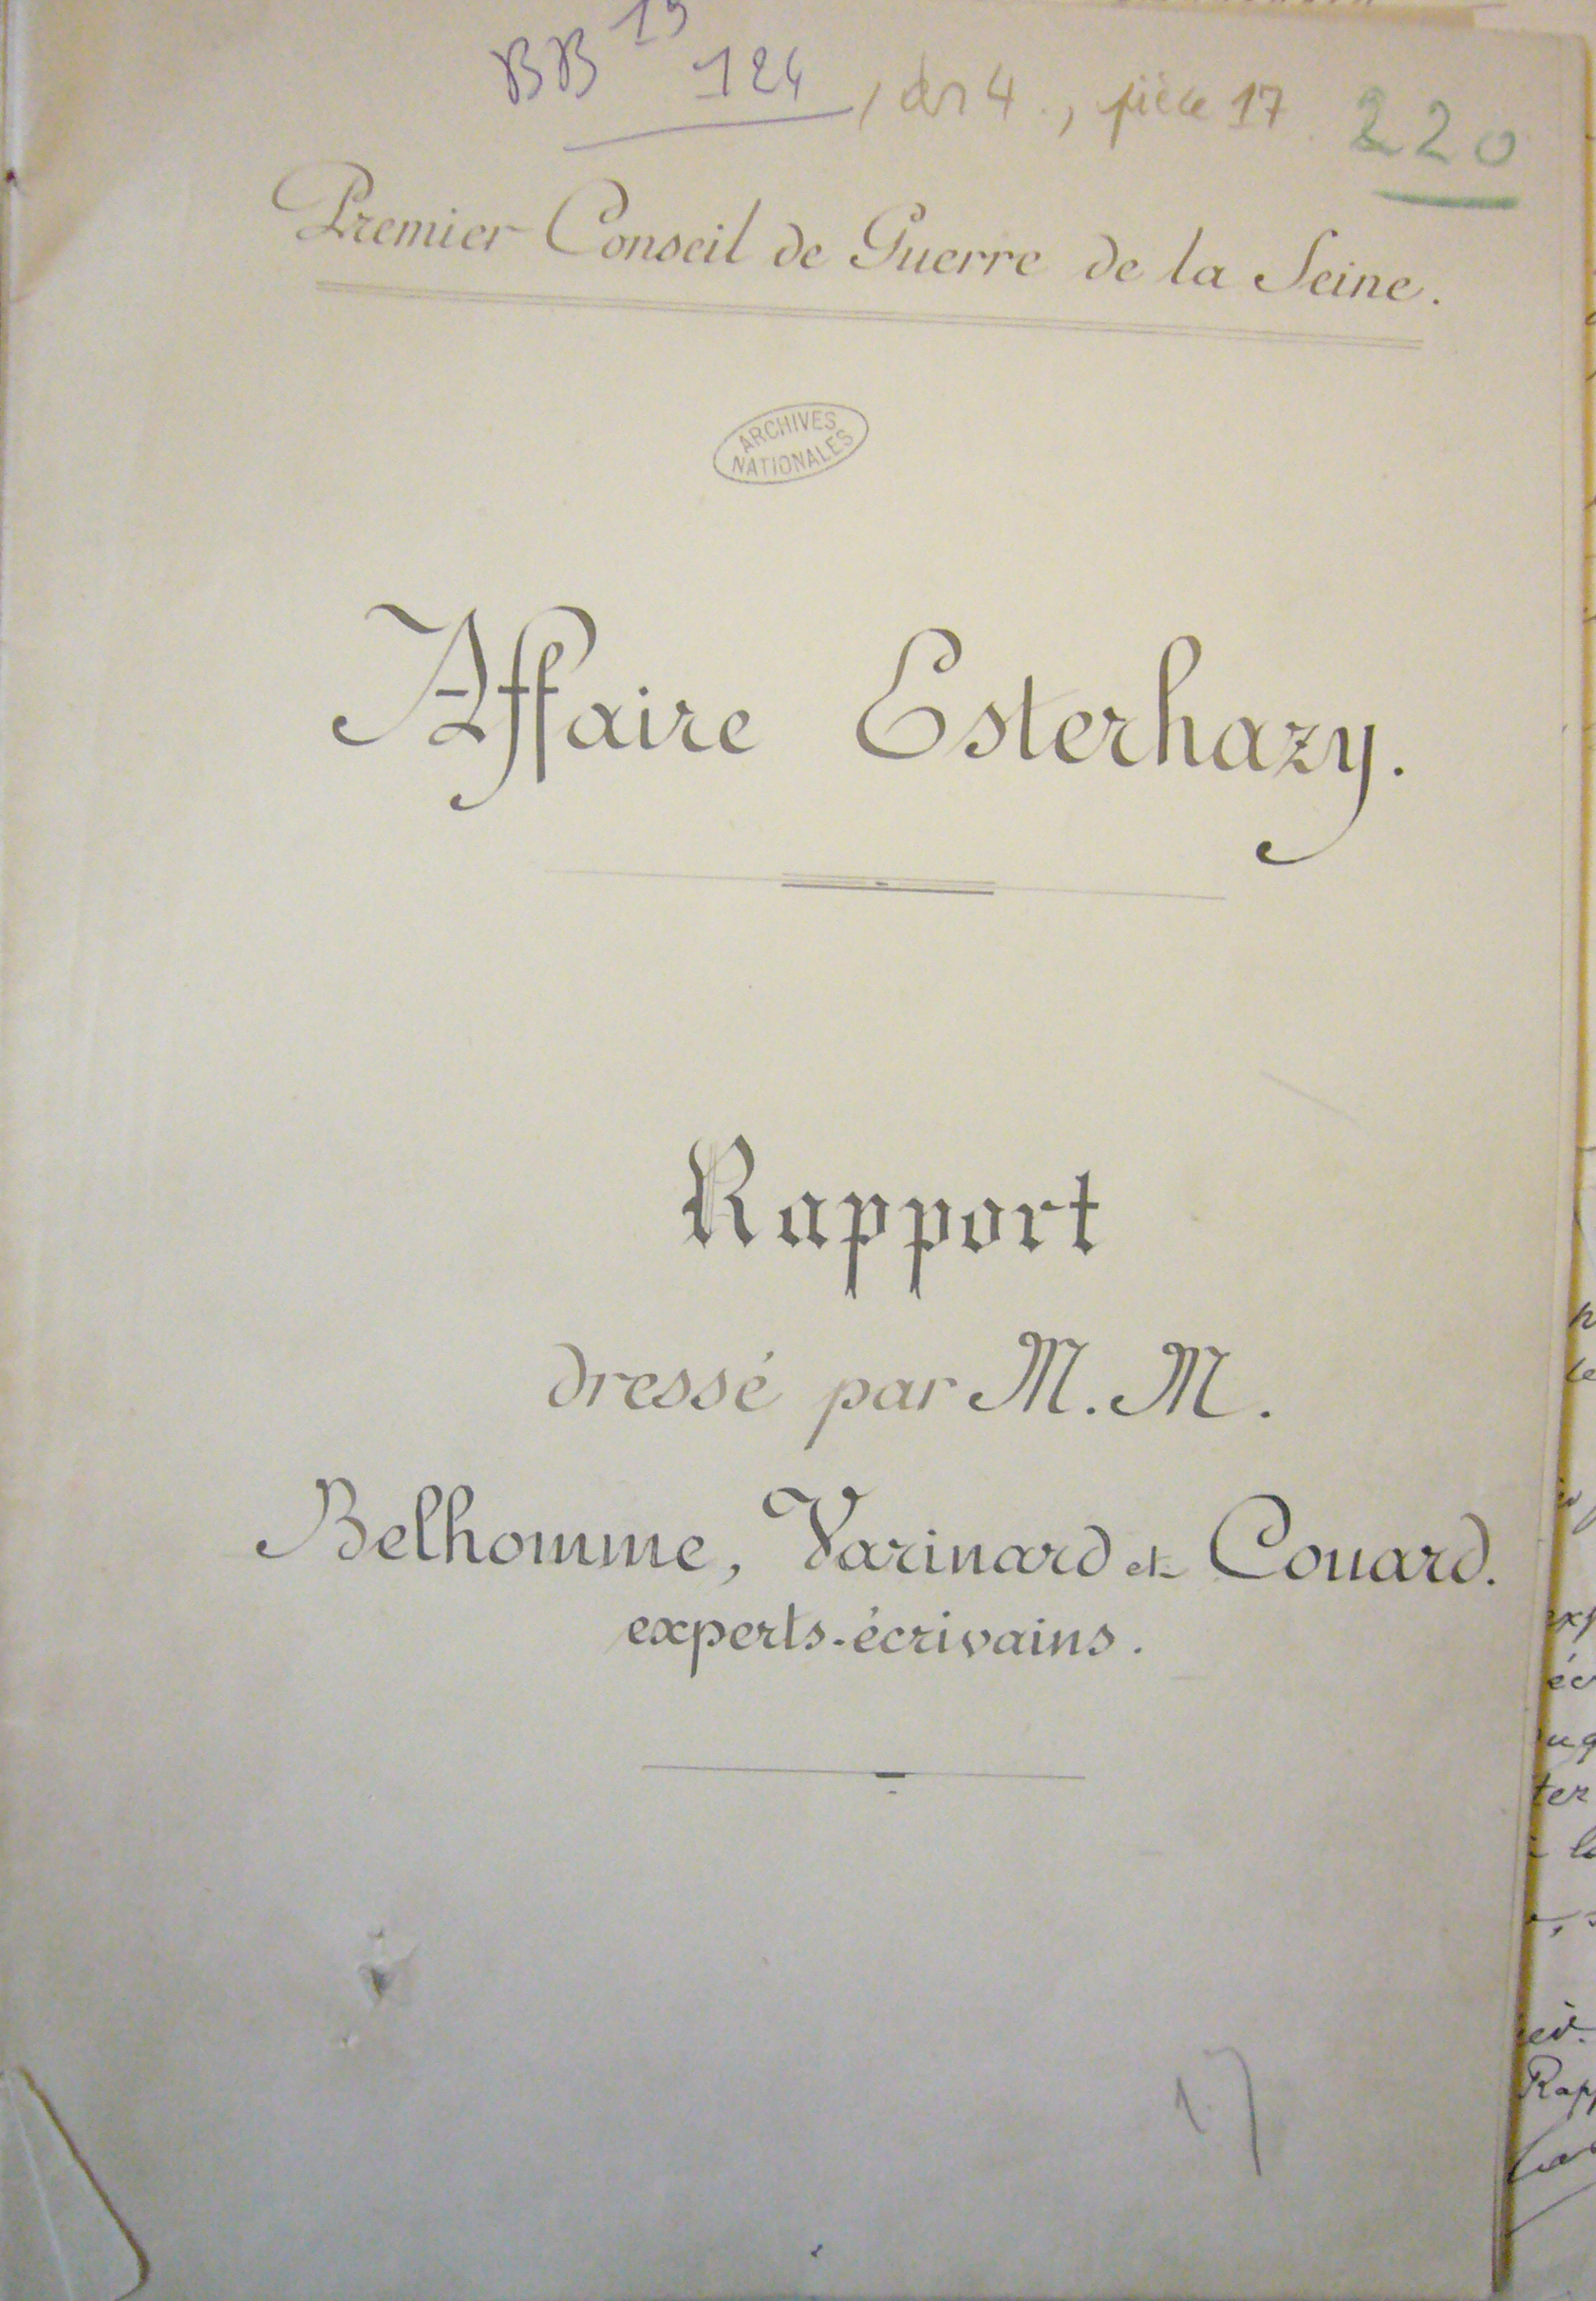 BB 19 124, dr 4., pièce 17. 220
Premier Conseil de Guerre de la Seine.
ARCHIVES
NATIONALES
Affaire Esterhazy.
Rapport
dressé par M. M.
Belhomme, Varinard et Couard.
experts-écrivains.
17